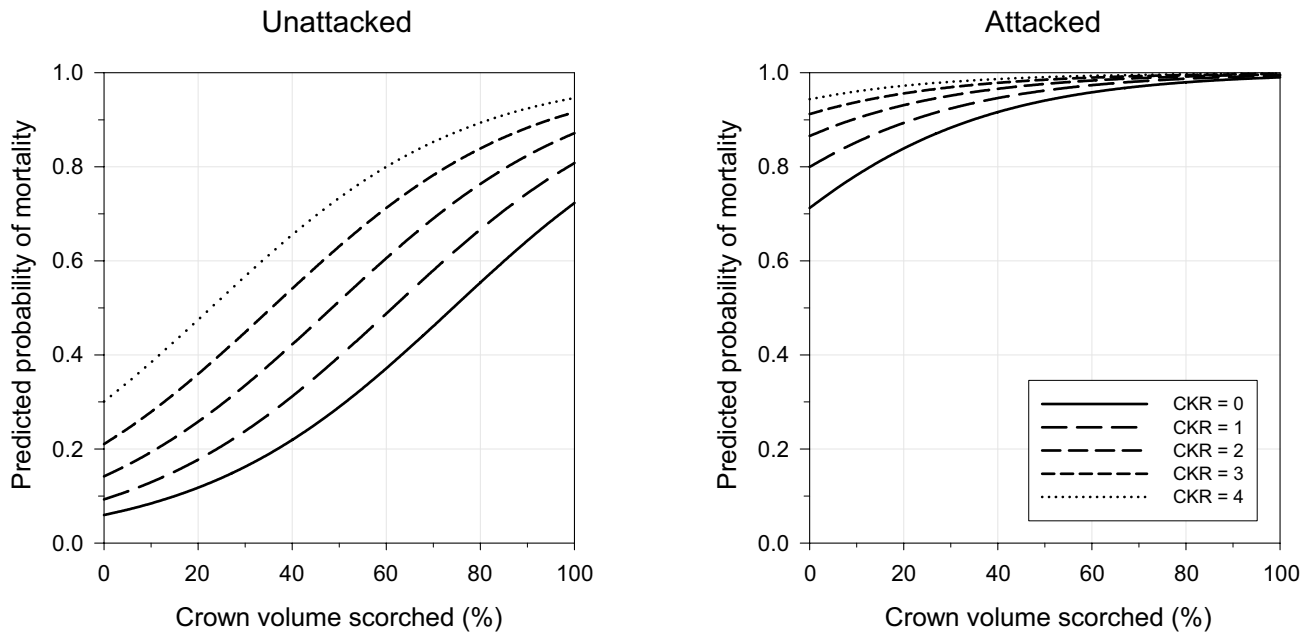 Unattacked
Predicted probability of mortality
1.0
0.8
0.6
0.4
0.2
0.0
0 20 40 60 80 100
Crown volume scorched (%)
Attacked
Predicted probability of mortality
1.0
0.8
0.6
0.4
0.2
0.0
CKR = 0
CKR = 1
CKR = 2
CKR = 3
CKR = 4
0 20 40 60 80 100
Crown volume scorched (%)